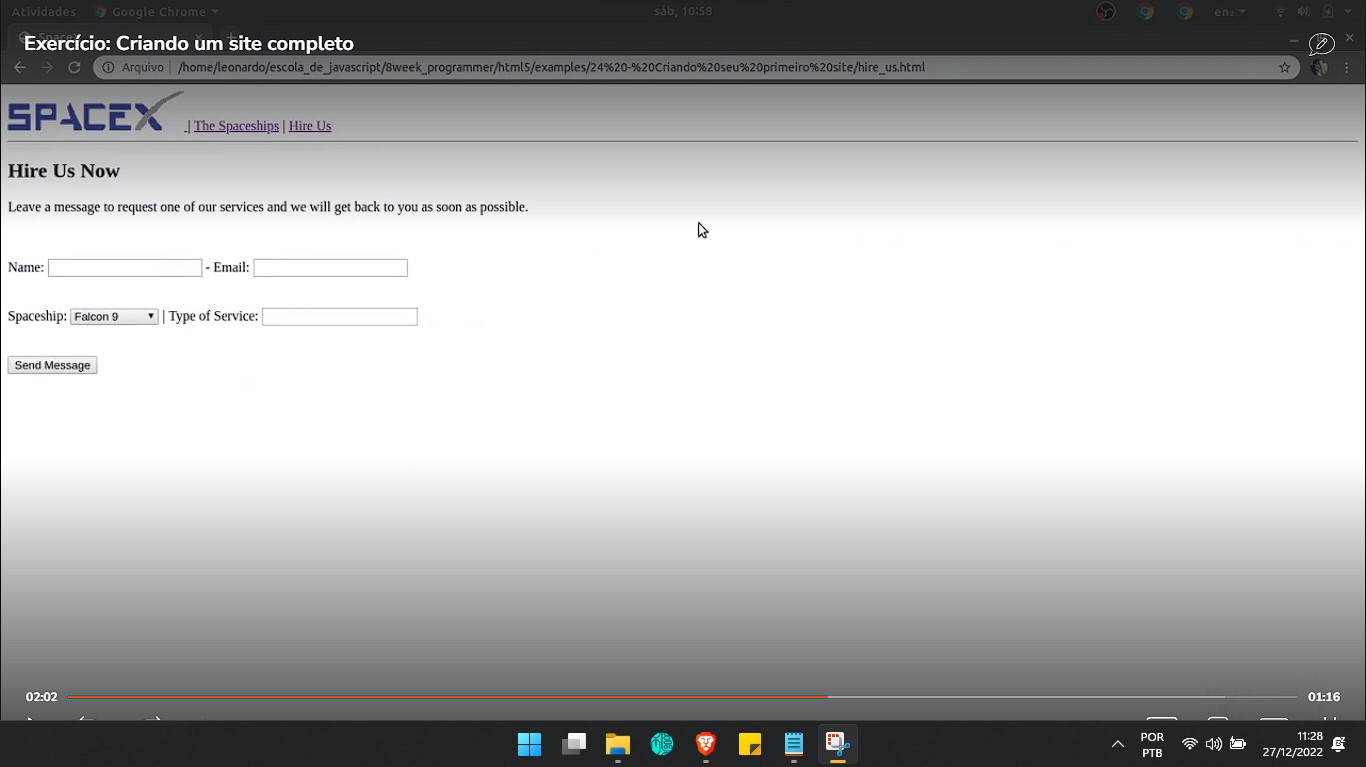 Atividades Google Chrome sáb, 10:58 en₂
Exercício: Criando um site completo
Arquivo | /home/leonardo/escola_de_javascript/8week_programmer/html5/examples/24%20-%20Criando%20seu%20primeiro%20site/hire_us.html
SPACEX | The Spaceships | Hire Us
Hire Us Now
Leave a message to request one of our services and we will get back to you as soon as possible.
Name: - Email:
Spaceship: Falcon 9 | Type of Service:
Send Message
02:02 01:16
POR 11:28
PTB 27/12/2022